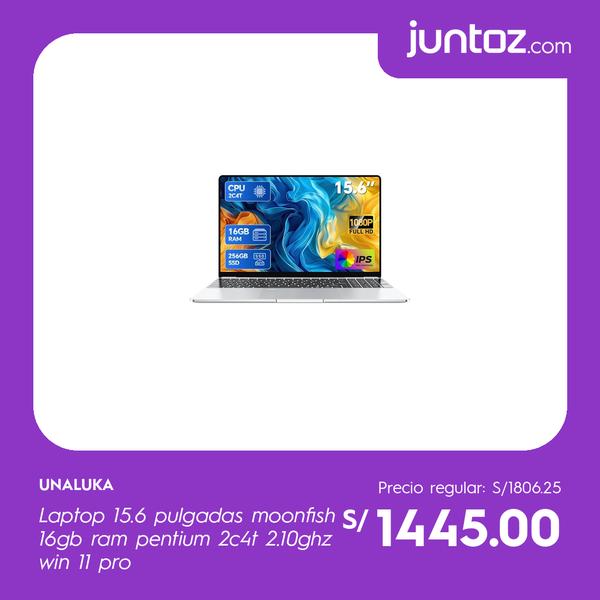 juntoz.com
CPU
2C4T
15.6"
16GB
RAM
1080P
FULL HD
256GB
SSD
SSD
IPS
UNALUKA
Precio regular: S/1806.25
Laptop 15.6 pulgadas moonfish
16gb ram pentium 2c4t 2.10ghz
win 11 pro
S/1445.00